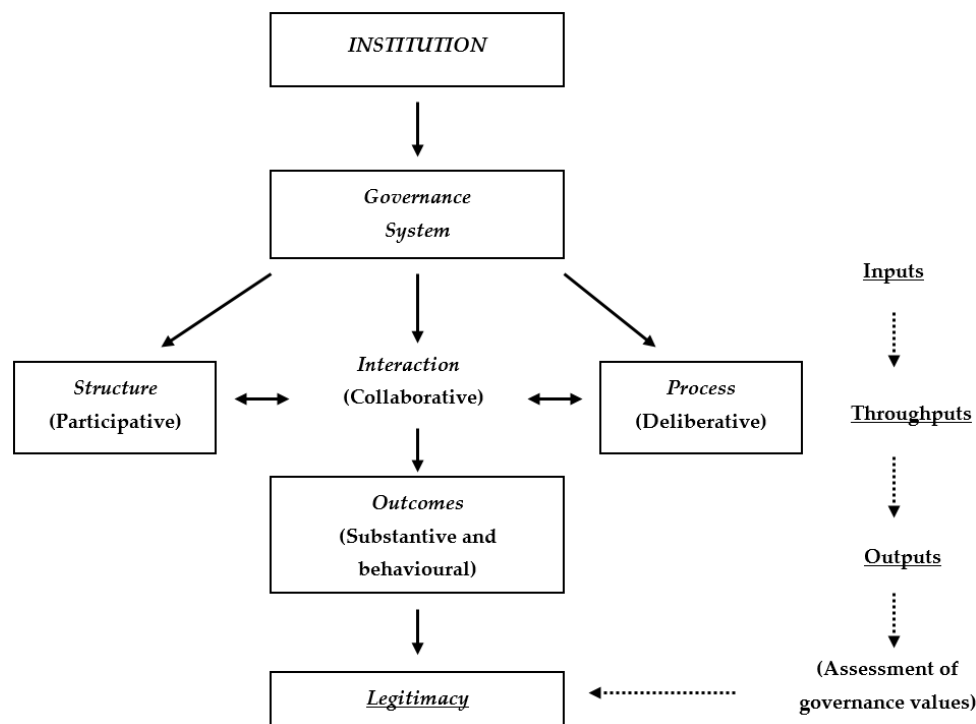 INSTITUTION
Governance
System
Inputs
Structure
(Participative)
Interaction
(Collaborative)
Process
(Deliberative)
Throughputs
Outcomes
(Substantive and
behavioural)
Outputs
Legitimacy
(Assessment of
governance values)